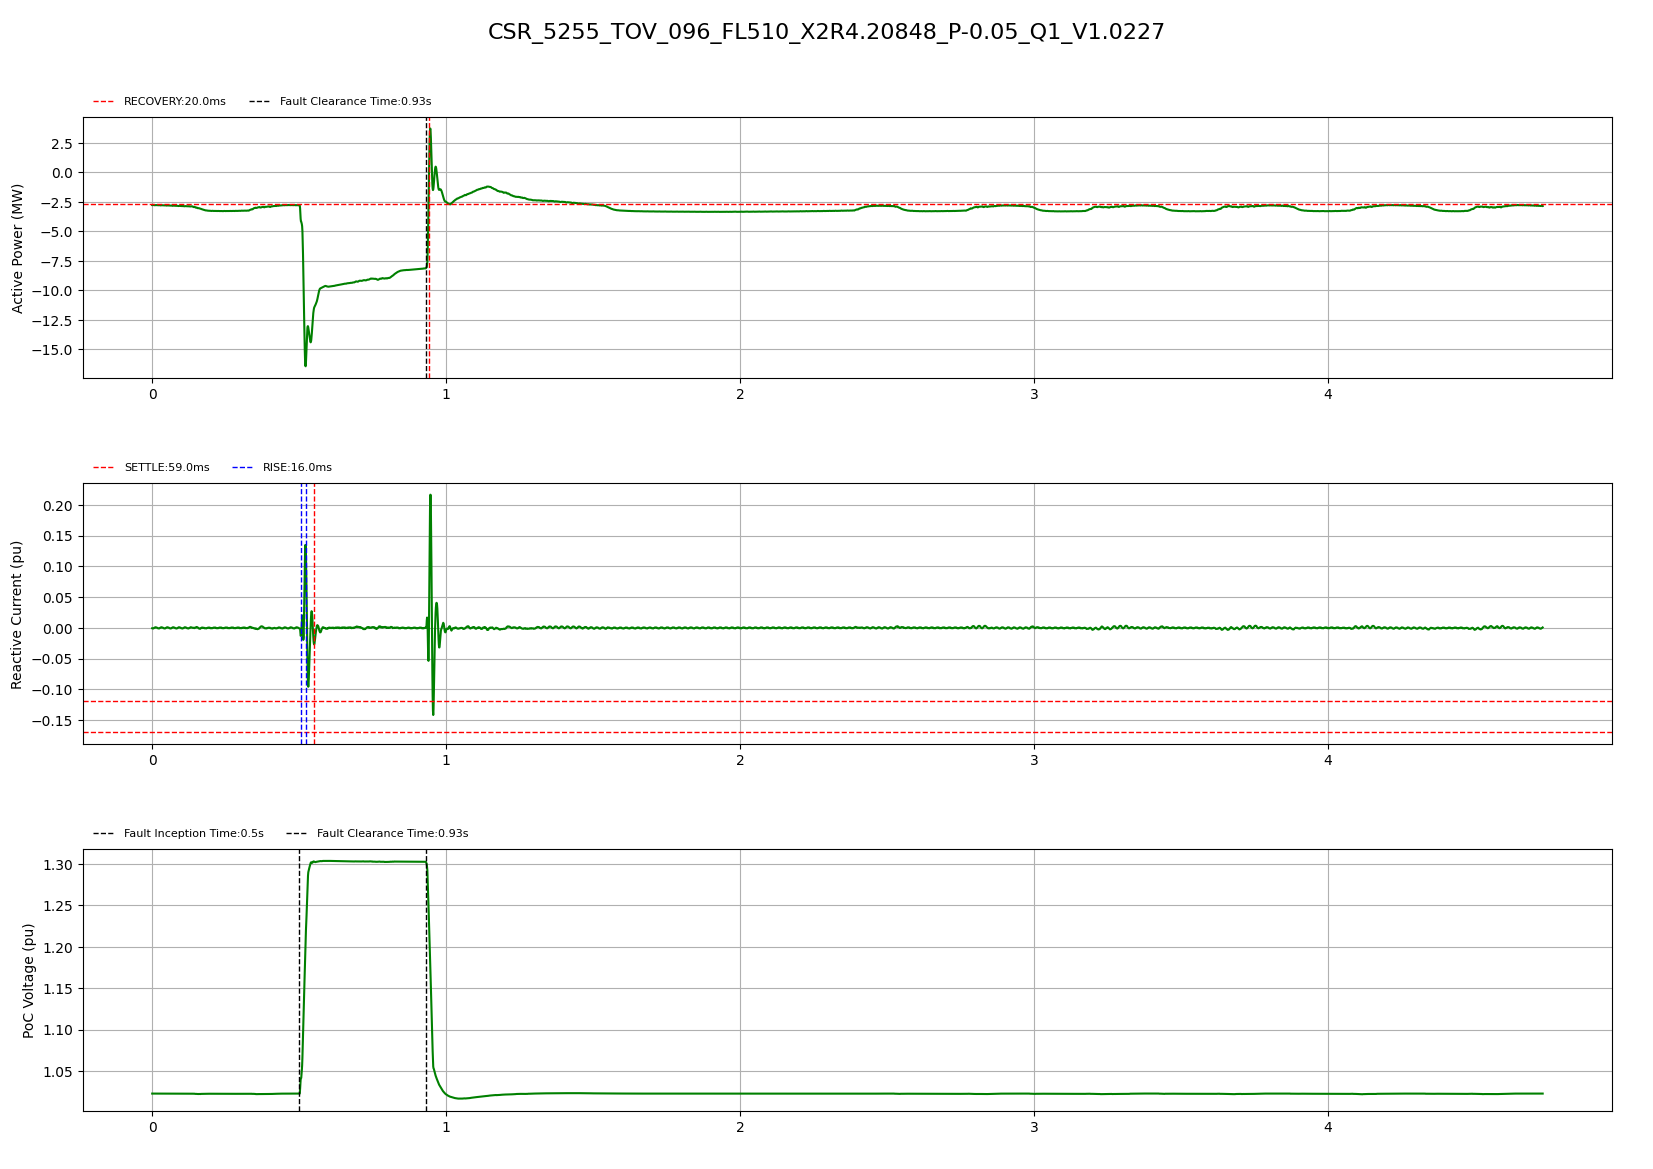 CSR_5255_TOV_096_FL510_X2R4.20848_P-0.05_Q1_V1.0227
RECOVERY:20.0ms Fault Clearance Time:0.93s
Active Power (MW)
2.5
0.0
−2.5
−5.0
−7.5
−10.0
−12.5
−15.0
0 1 2 3 4
SETTLE:59.0ms RISE:16.0ms
Reactive Current (pu)
0.20
0.15
0.10
0.05
0.00
−0.05
−0.10
−0.15
0 1 2 3 4
Fault Inception Time:0.5s Fault Clearance Time:0.93s
PoC Voltage (pu)
1.30
1.25
1.20
1.15
1.10
1.05
0 1 2 3 4